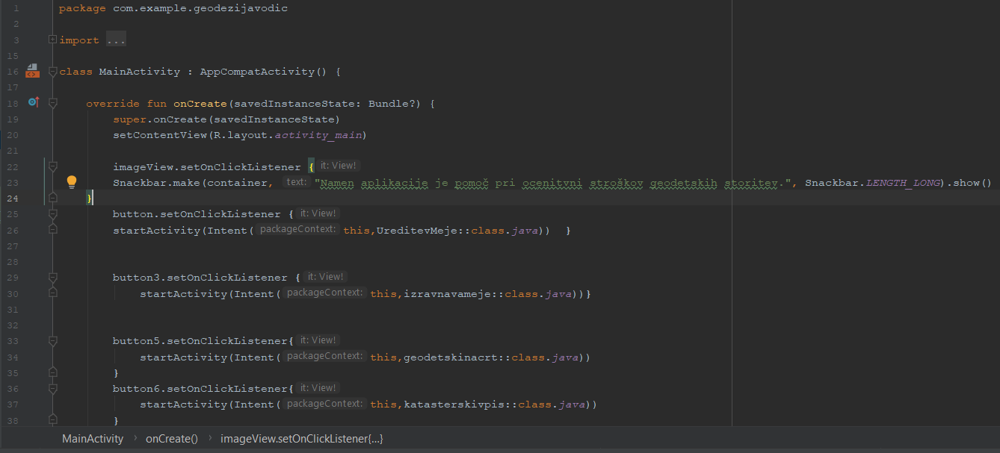 1 package com.example.geodezijavodic
2
3 import ...
15
16 class MainActivity : AppCompatActivity() {
17
18 override fun onCreate(savedInstanceState: Bundle?) {
19 super.onCreate(savedInstanceState)
20 setContentView(R.layout.activity_main)
21
22 imageView.setOnClickListener { it: View!
23 Snackbar.make(container, text: "Namen aplikacije je pomoč pri ocenitvni stroškov geodetskih storitev.", Snackbar.LENGTH_LONG).show()
24 }
25 button.setOnClickListener { it: View!
26 startActivity(Intent( packageContext: this,UreditevMeje::class.java)) }
27
28
29 button3.setOnClickListener { it: View!
30 startActivity(Intent( packageContext: this,izravnavameje::class.java))}
31
32
33 button5.setOnClickListener{ it: View!
34 startActivity(Intent( packageContext: this,geodetskinacrt::class.java))
35 }
36 button6.setOnClickListener{ it: View!
37 startActivity(Intent( packageContext: this,katasterskivpis::class.java))
38 }
MainActivity › onCreate() › imageView.setOnClickListener{...}